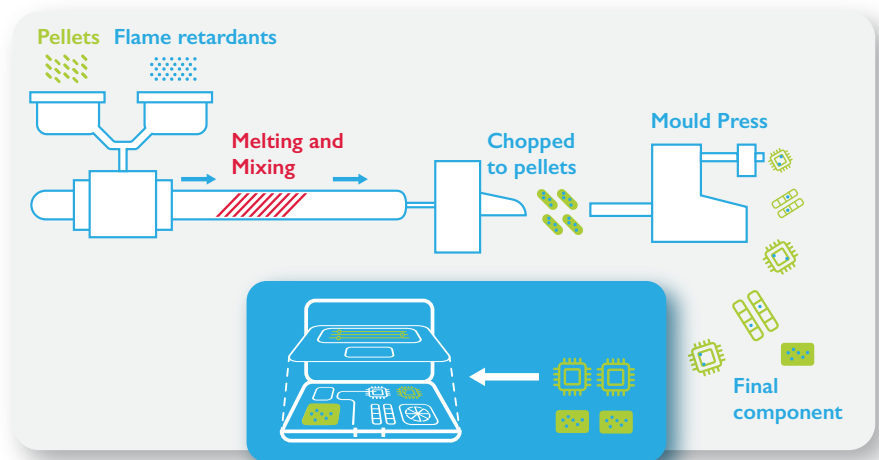 Pellets
Flame retardants
Melting and
Mixing
Chopped
to pellets
Mould Press
Final
component